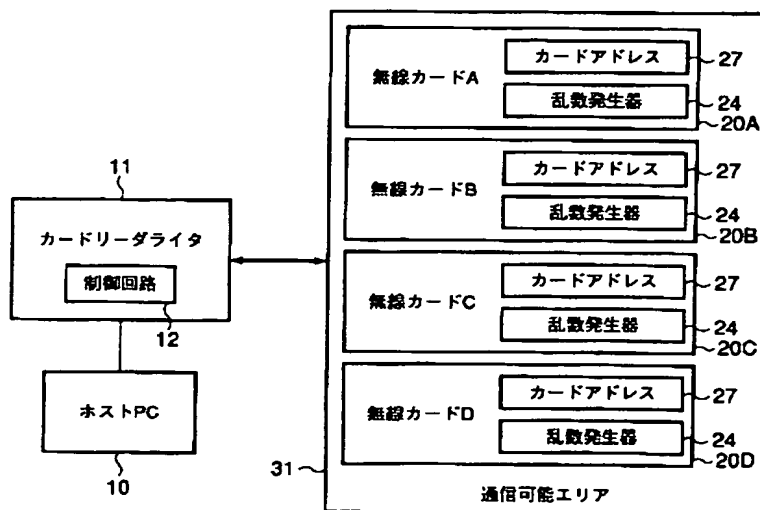 カードアドレス 27
無線カードA
乱数発生器 24
20A
カードアドレス 27
無線カードB
乱数発生器 24
20B
カードアドレス 27
無線カードC
乱数発生器 24
20C
カードアドレス 27
無線カードD
乱数発生器 24
20D
31
通信可能エリア
11
カードリーダライタ
制御回路
12
ホストPC
10